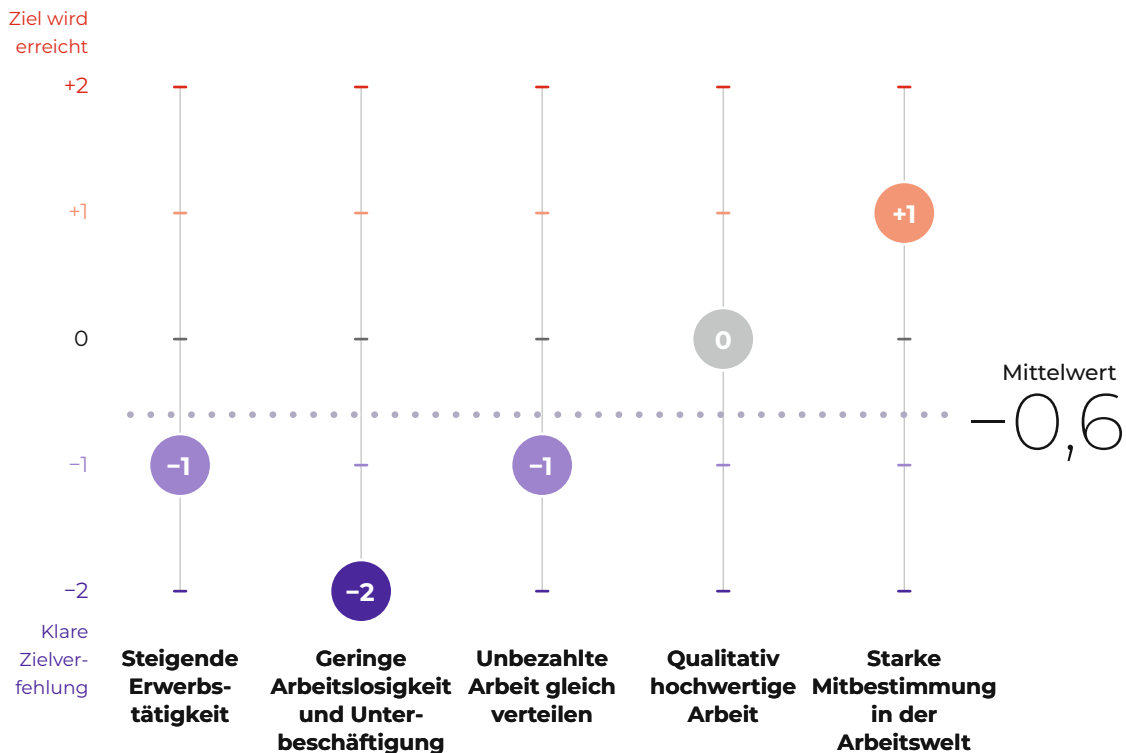 Ziel wird
erreicht
+2
+1
+1
0
0
Mittelwert
−0,6
−1
−1
−1
−2
−2
Klare
Zielver-
fehlung
Steigende
Erwerbs-
tätigkeit
Geringe
Arbeitslosigkeit
und Unter-
beschäftigung
Unbezahlte
Arbeit gleich
verteilen
Qualitativ
hochwertige
Arbeit
Starke
Mitbestimmung
in der
Arbeitswelt